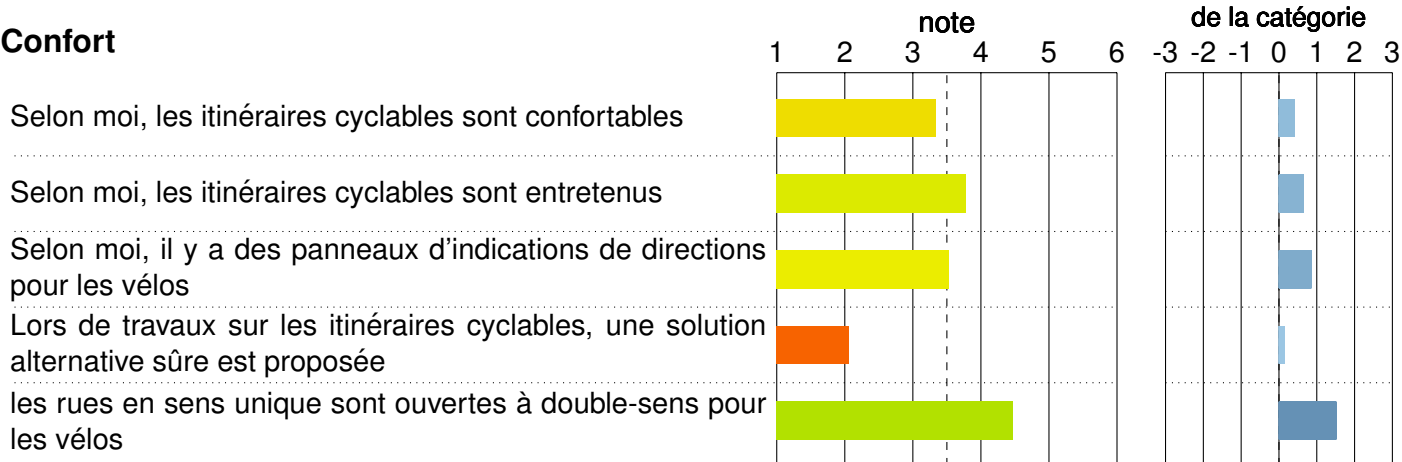 note
de la catégorie
Confort
1 2 3 4 5 6
-3 -2 -1 0 1 2 3
Selon moi, les itinéraires cyclables sont confortables
Selon moi, les itinéraires cyclables sont entretenus
Selon moi, il y a des panneaux d'indications de directions
pour les vélos
Lors de travaux sur les itinéraires cyclables, une solution
alternative sûre est proposée
les rues en sens unique sont ouvertes à double-sens pour
les vélos